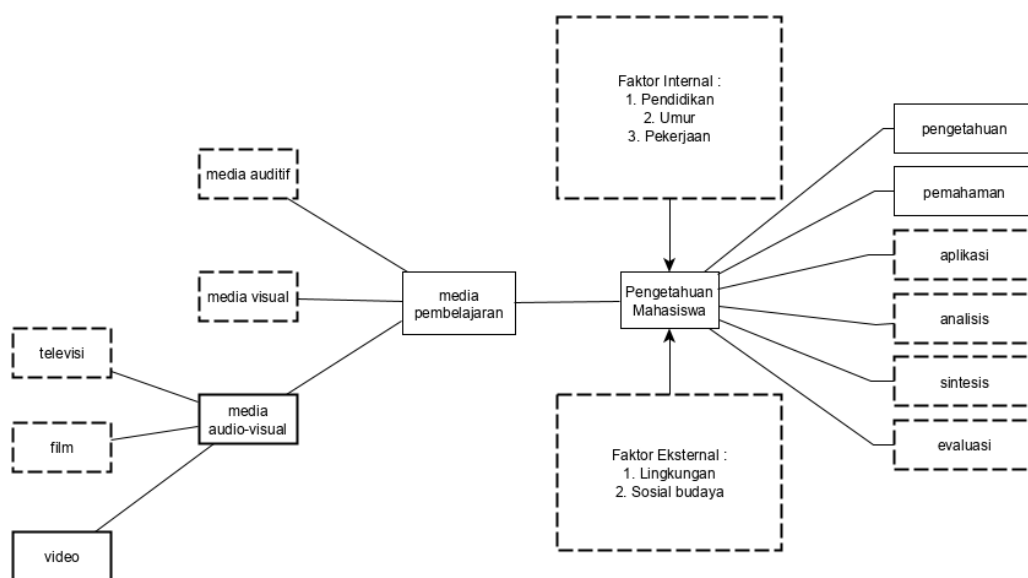 Faktor Internal :
1. Pendidikan
2. Umur
3. Pekerjaan
pengetahuan
media auditif
pemahaman
aplikasi
media visual
media
pembelajaran
Pengetahuan
Mahasiswa
analisis
televisi
sintesis
media
audio-visual
film
evaluasi
Faktor Eksternal :
1. Lingkungan
2. Sosial budaya
video